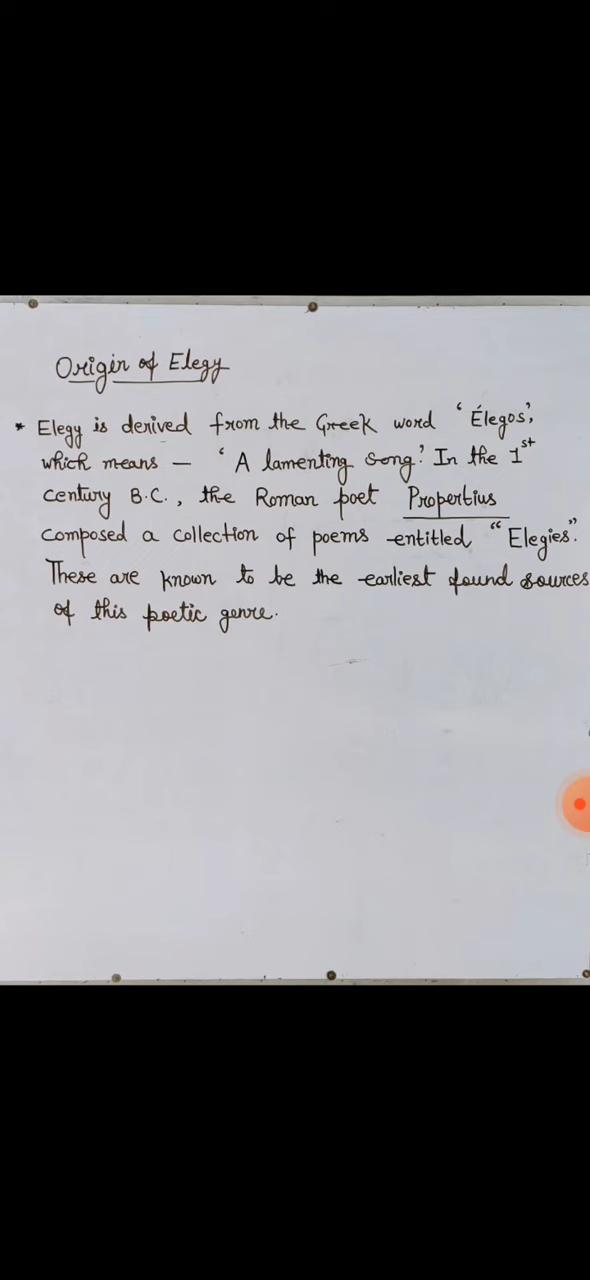 Origin of Elegy
* Elegy is derived from the Greek word 'Élegos',
which means — 'A lamenting song.' In the 1st
century B.C., the Roman poet Propertius
composed a collection of poems entitled "Elegies".
These are known to be the earliest found sources
of this poetic genre.